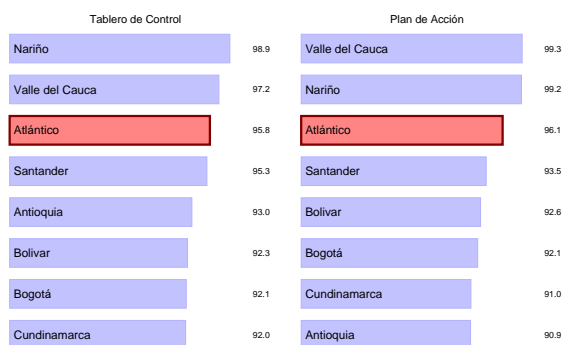 Tablero de Control
Nariño 98.9
Valle del Cauca 97.2
Atlántico 95.8
Santander 95.3
Antioquia 93.0
Bolivar 92.3
Bogotá 92.1
Cundinamarca 92.0
Plan de Acción
Valle del Cauca 99.3
Nariño 99.2
Atlántico 96.1
Santander 93.5
Bolivar 92.6
Bogotá 92.1
Cundinamarca 91.0
Antioquia 90.9